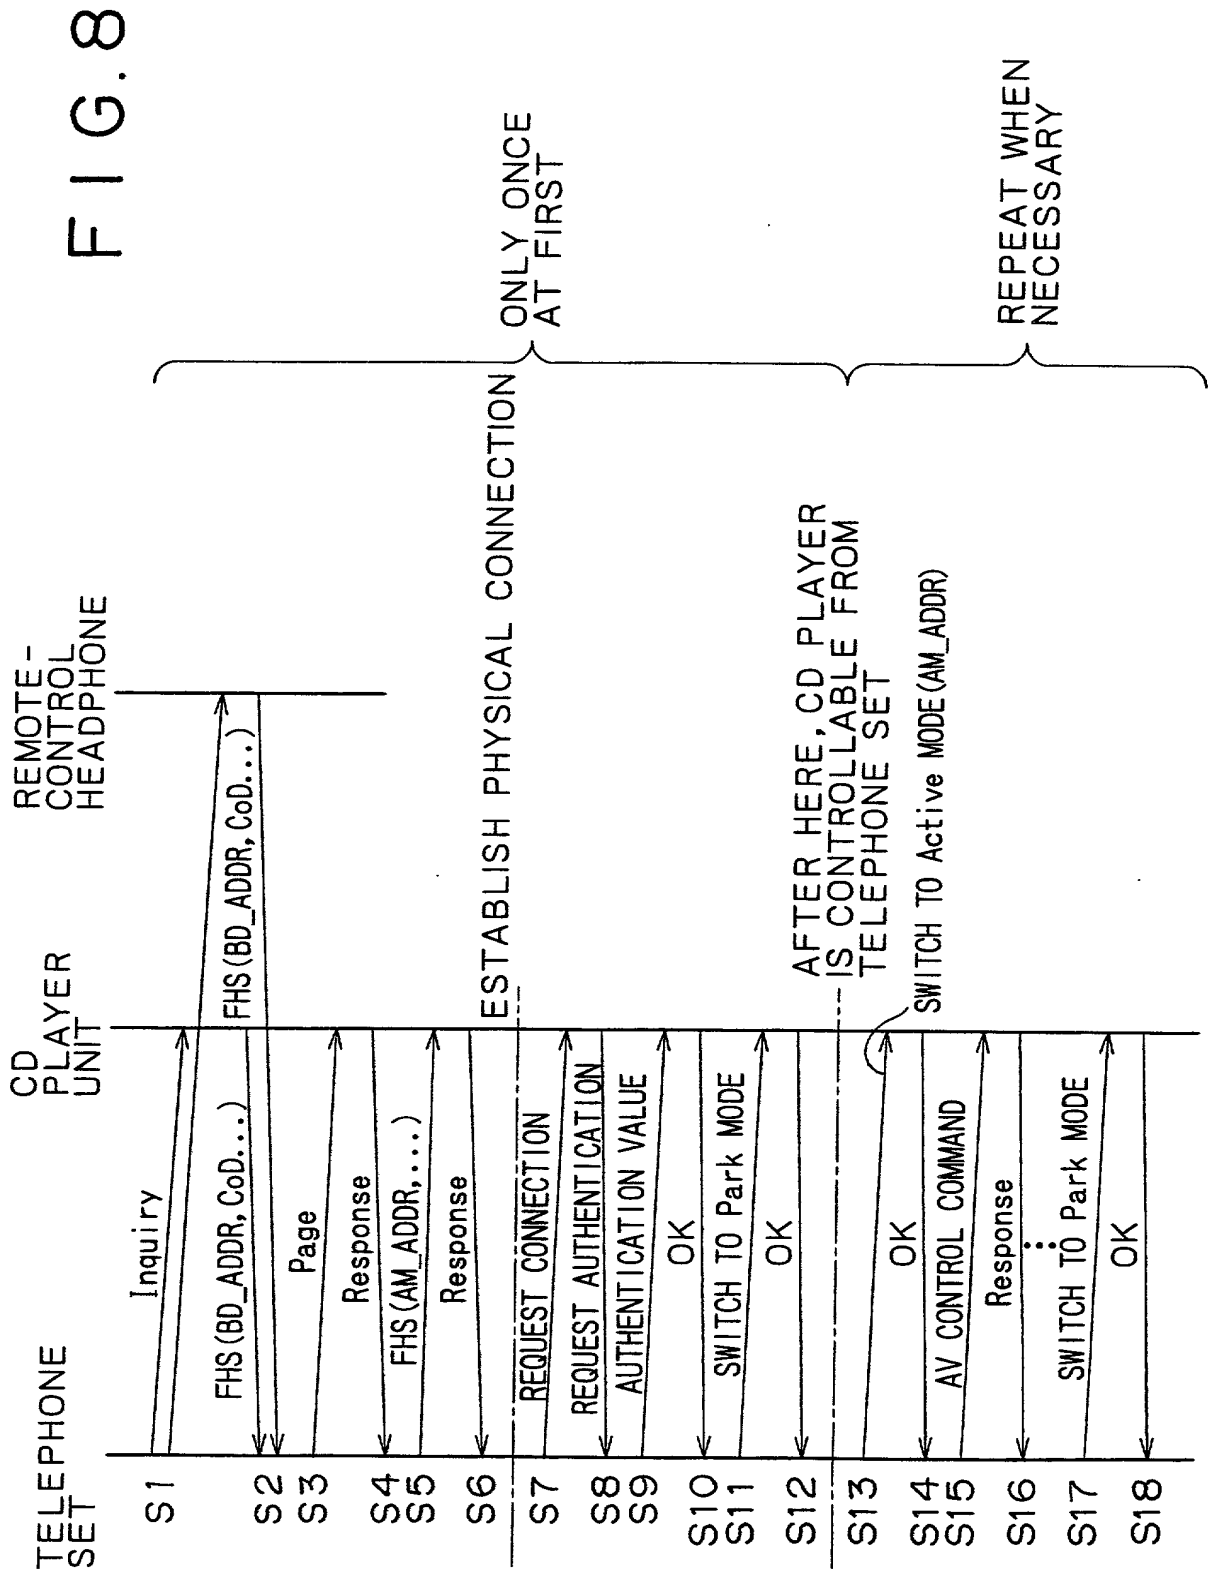 FIG.8
TELEPHONE
SET
CD
PLAYER
UNIT
REMOTE-
CONTROL
HEADPHONE
S1
Inquiry
FHS(BD_ADDR,CoD...)
FHS(BD_ADDR,CoD...)
S2
S3
Page
S4
Response
S5
FHS(AM_ADDR,...)
S6
Response
ESTABLISH PHYSICAL CONNECTION
ONLY ONCE
AT FIRST
S7
REQUEST CONNECTION
S8
REQUEST AUTHENTICATION
S9
AUTHENTICATION VALUE
S10
OK
S11
SWITCH TO Park MODE
S12
OK
AFTER HERE, CD PLAYER
IS CONTROLLABLE FROM
TELEPHONE SET
S13
SWITCH TO Active MODE(AM_ADDR)
S14
OK
S15
AV CONTROL COMMAND
S16
Response
S17
SWITCH TO Park MODE
S18
OK
REPEAT WHEN
NECESSARY